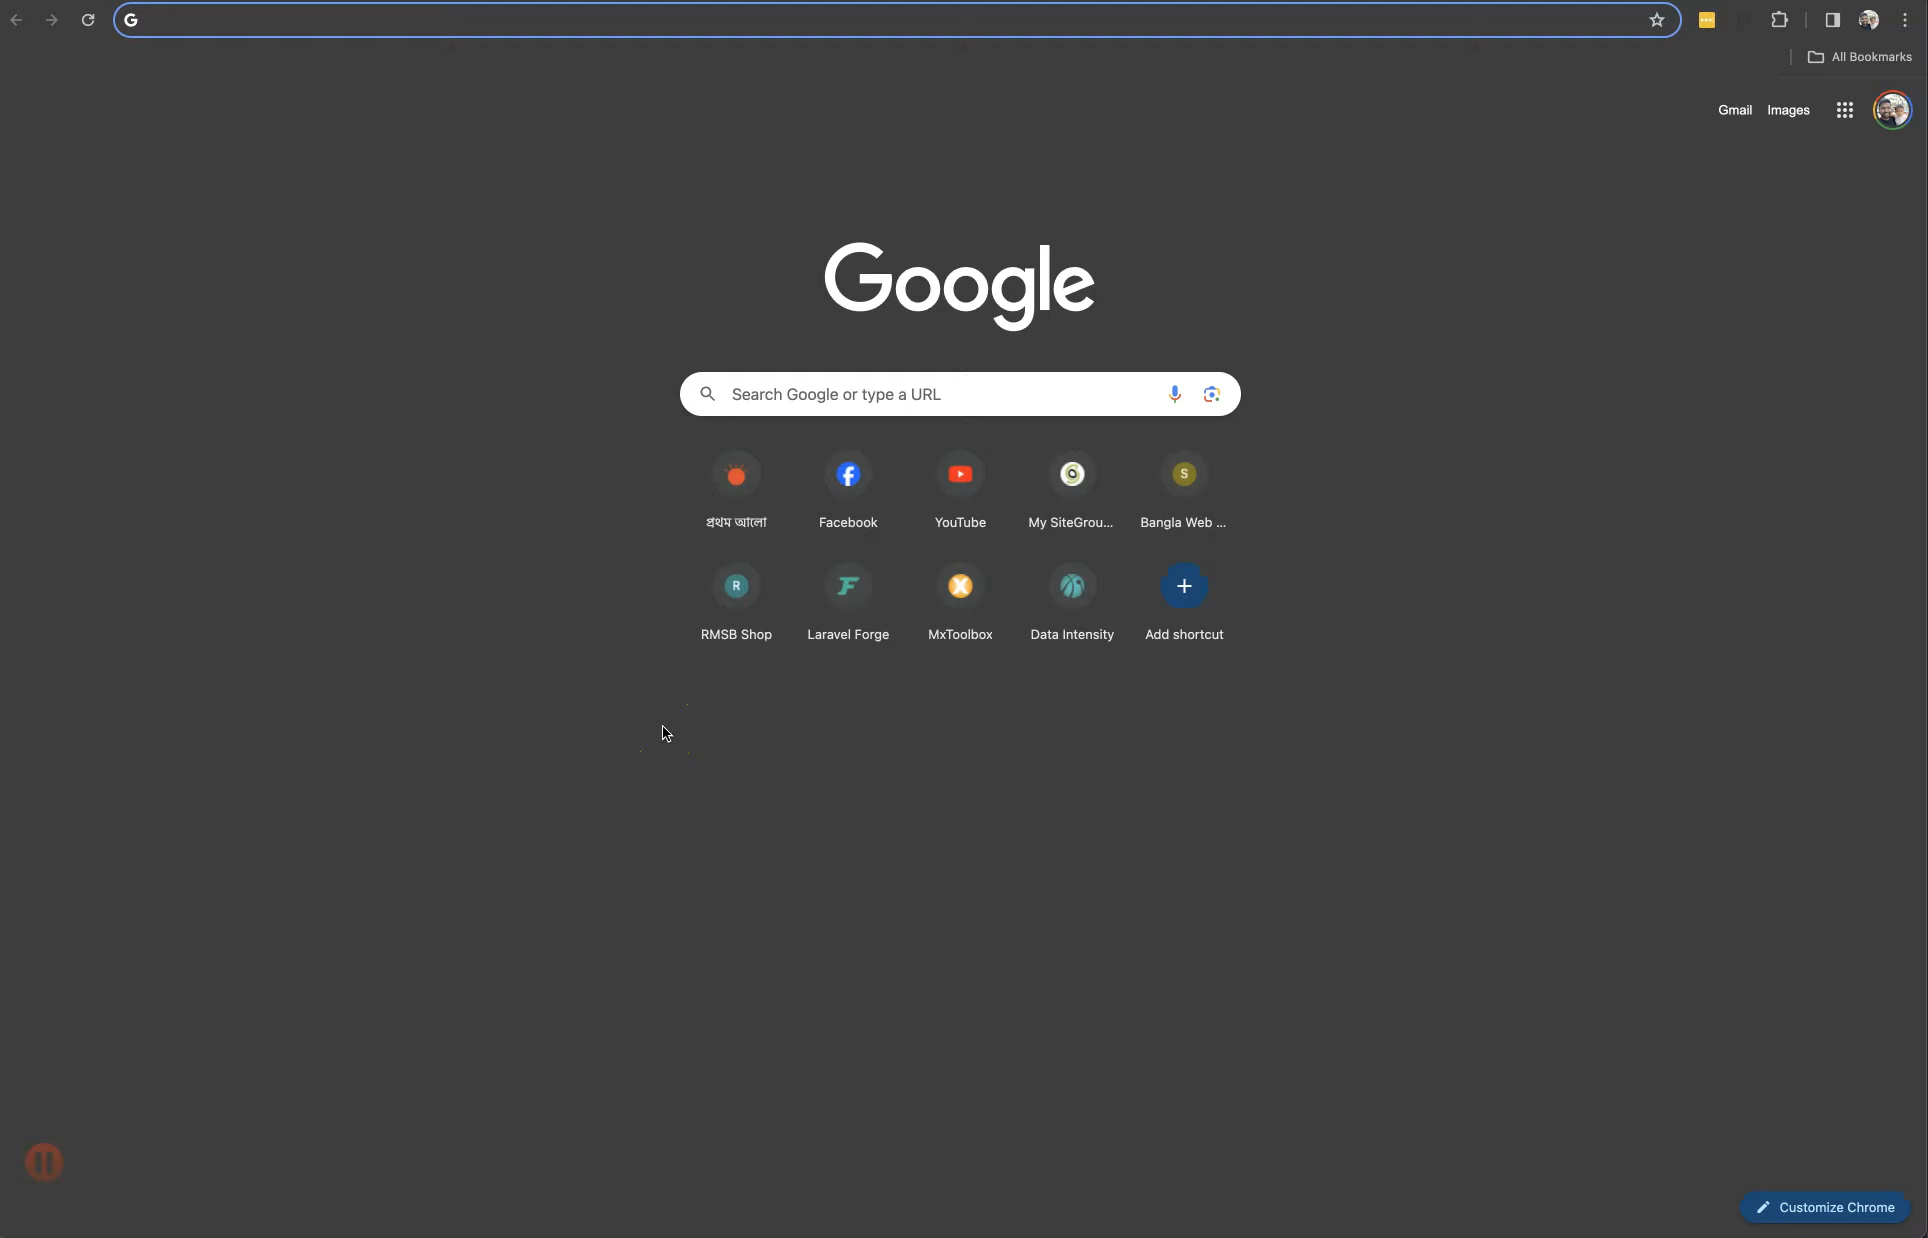 All Bookmarks
Gmail Images
Google
Search Google or type a URL
প্রথম আলো Facebook YouTube My SiteGrou... Bangla Web ...
S
R
RMSB Shop Laravel Forge MxToolbox Data Intensity Add shortcut
Customize Chrome